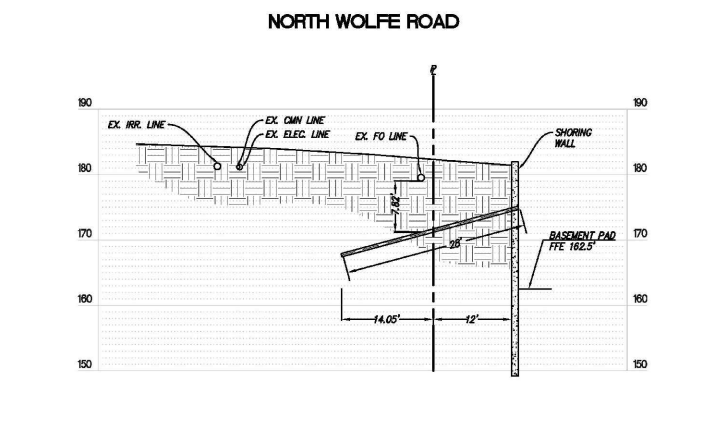 NORTH WOLFE ROAD
190
190
EX. IRR. LINE
EX. CMN LINE
EX. ELEC. LINE
EX. FO LINE
SHORING
WALL
180
180
7.82'
170
170
28'
BASEMENT PAD
FFE 162.5'
160
160
14.05'
12'
150
150